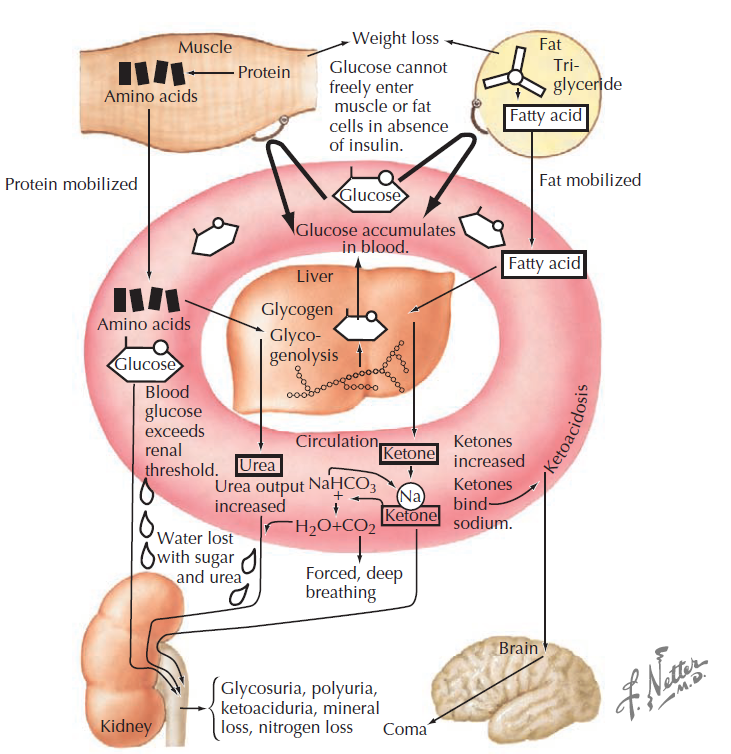 Muscle
Protein
Amino acids
Weight loss
Glucose cannot
freely enter
muscle or fat
cells in absence
of insulin.
Fat
Tri-
glyceride
Fatty acid
Protein mobilized
Fat mobilized
Glucose
Glucose accumulates
in blood.
Fatty acid
Liver
Glycogen
Glyco-
genolysis
Amino acids
Glucose
Blood
glucose
exceeds
renal
threshold.
Circulation
Urea
Urea output
increased
NaHCO3
+
H2O+CO2
Ketone
Na
Ketone
Ketones
increased
Ketones
bind
sodium.
Ketoacidosis
Water lost
with sugar
and urea
Forced, deep
breathing
Kidney
Glycosuria, polyuria,
ketoaciduria, mineral
loss, nitrogen loss
Brain
Coma
F. Netter
M.D.